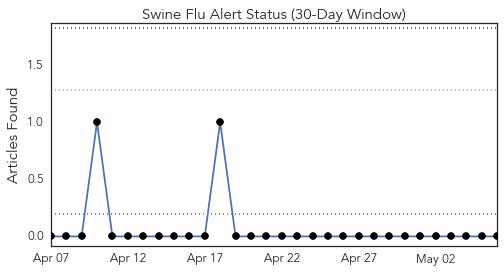 Swine Flu Alert Status (30-Day Window)
Articles Found
1.5
1.0
0.5
0.0
Apr 07 Apr 12 Apr 17 Apr 22 Apr 27 May 02